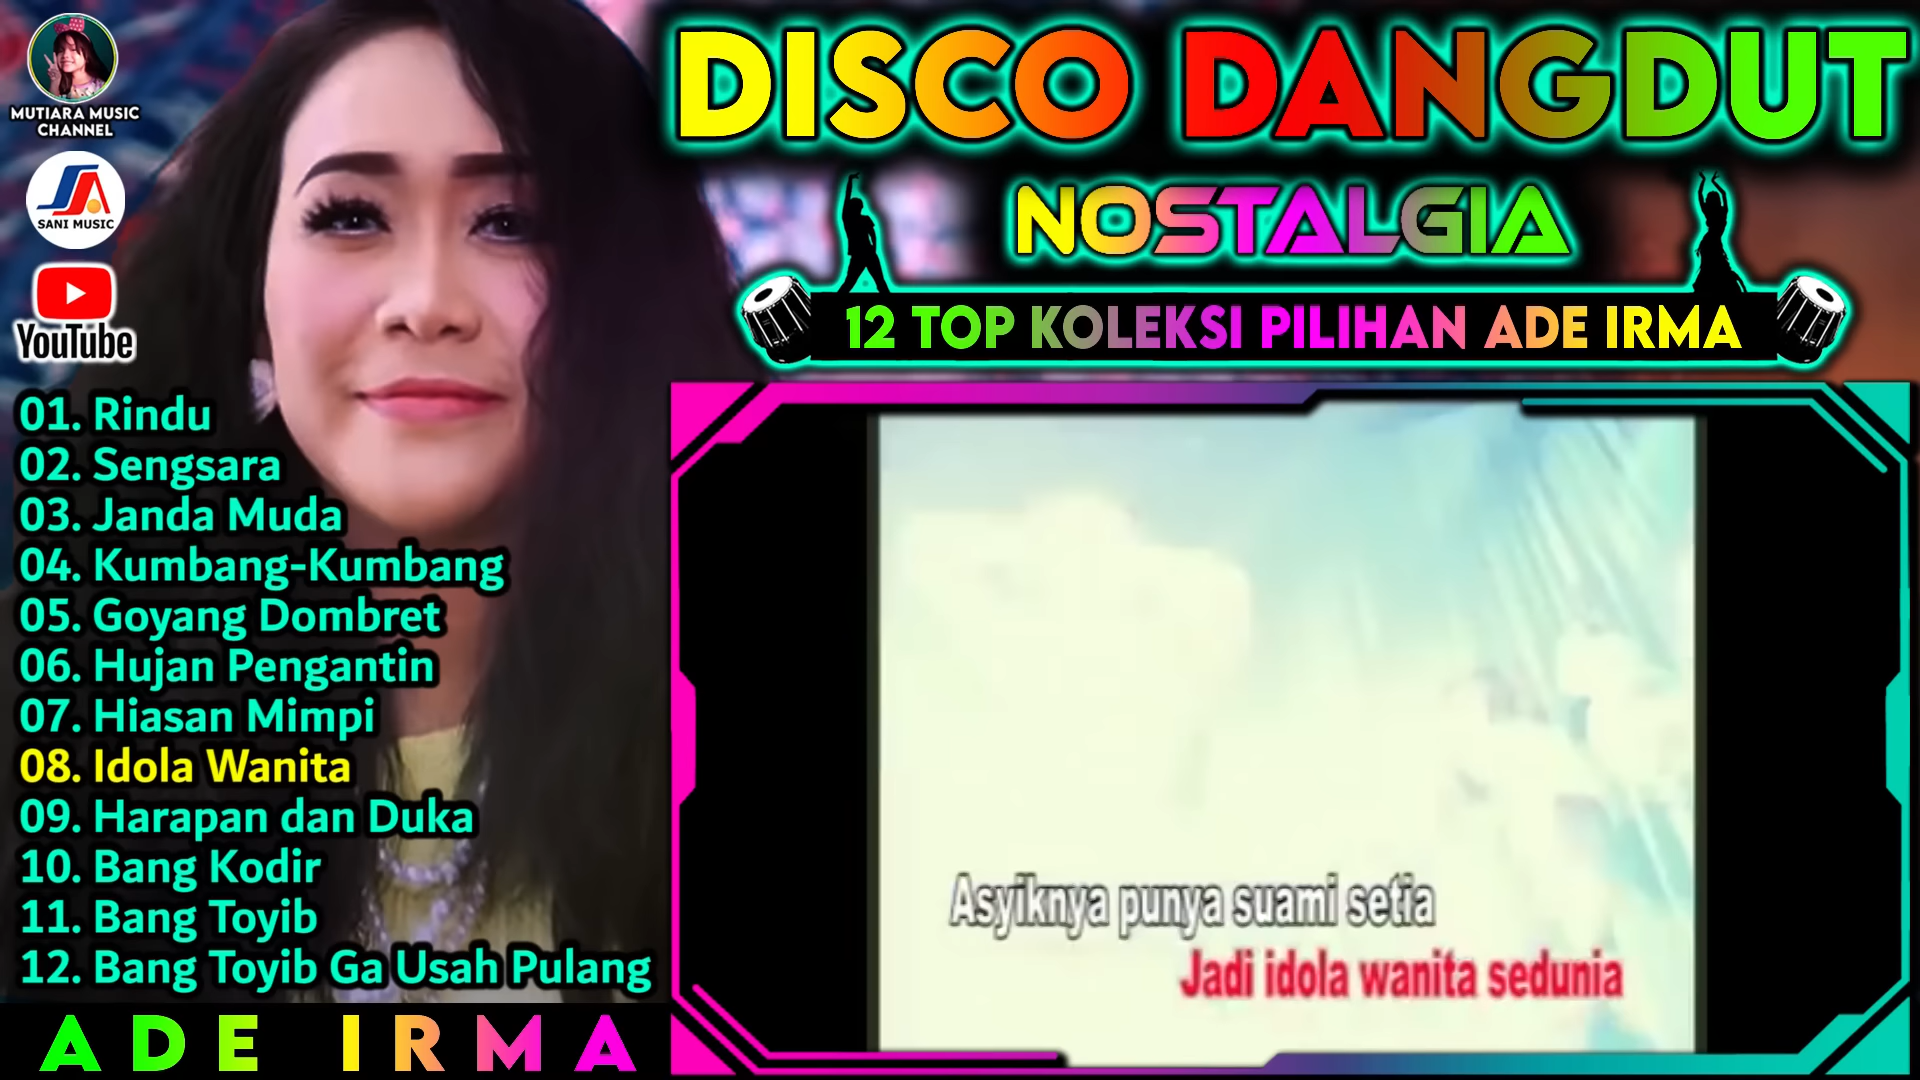 MUTIARA MUSIC
CHANNEL
SANI MUSIC
YouTube
DISCO DANGDUT
NOSTALGIA
12 TOP KOLEKSI PILIHAN ADE IRMA
01. Rindu
02. Sengsara
03. Janda Muda
04. Kumbang-Kumbang
05. Goyang Dombret
06. Hujan Pengantin
07. Hiasan Mimpi
08. Idola Wanita
09. Harapan dan Duka
10. Bang Kodir
11. Bang Toyib
12. Bang Toyib Ga Usah Pulang
ADE IRMA
Asyiknya punya suami setia
Jadi idola wanita sedunia